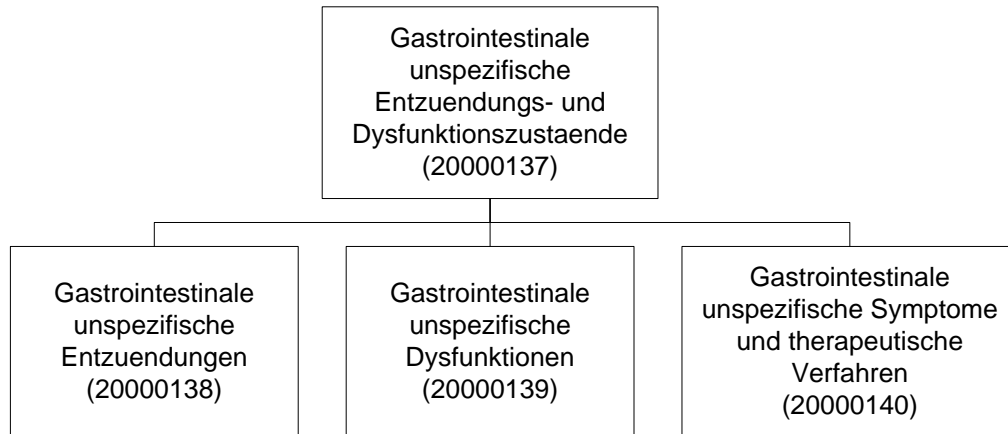 Gastrointestinale
unspezifische
Entzuendungs- und
Dysfunktionszustaende
(20000137)
Gastrointestinale
unspezifische
Entzuendungen
(20000138)
Gastrointestinale
unspezifische
Dysfunktionen
(20000139)
Gastrointestinale
unspezifische Symptome
und therapeutische
Verfahren
(20000140)